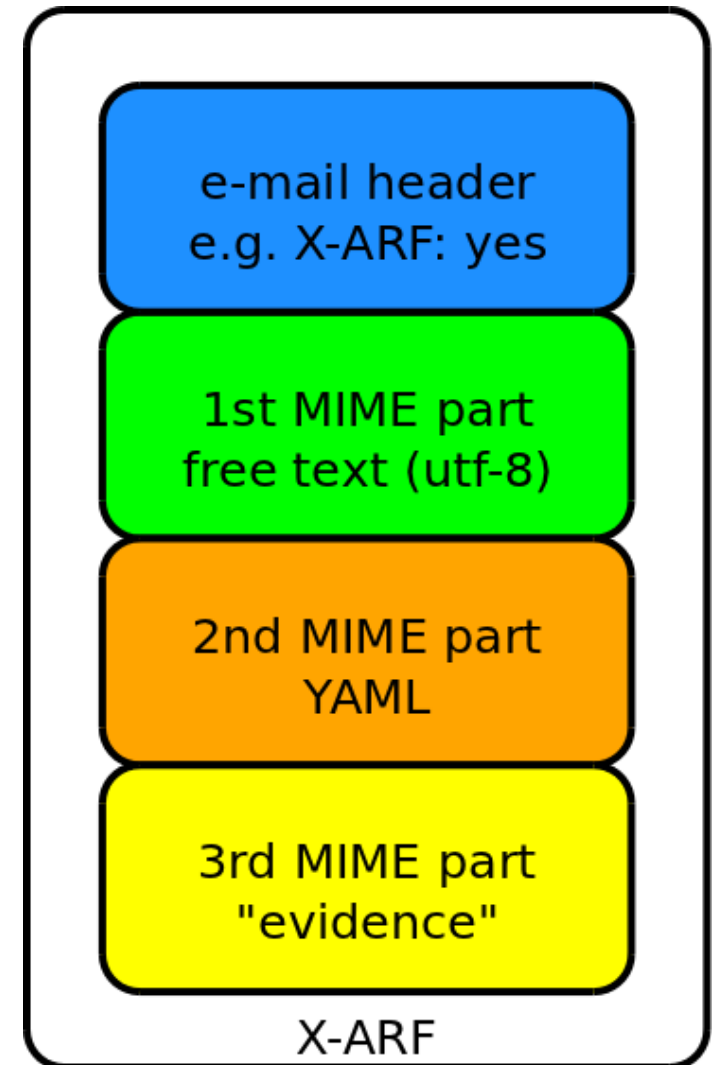 e-mail header
e.g. X-ARF: yes
1st MIME part
free text (utf-8)
2nd MIME part
YAML
3rd MIME part
"evidence"
X-ARF